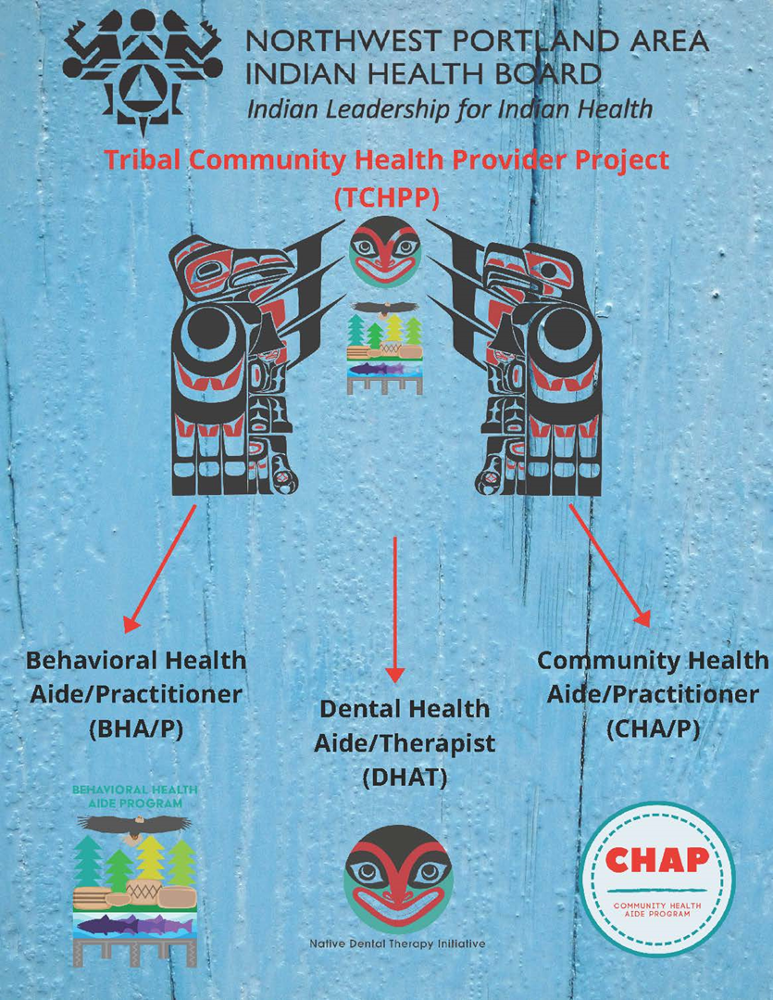 NORTHWEST PORTLAND AREA
INDIAN HEALTH BOARD
Indian Leadership for Indian Health
Tribal Community Health Provider Project
(TCHPP)
Behavioral Health
Aide/Practitioner
(BHA/P)
Dental Health
Aide/Therapist
(DHAT)
Community Health
Aide/Practitioner
(CHA/P)
BEHAVIORAL HEALTH
AIDE PROGRAM
Native Dental Therapy Initiative
CHAP
COMMUNITY HEALTH
AIDE PROGRAM